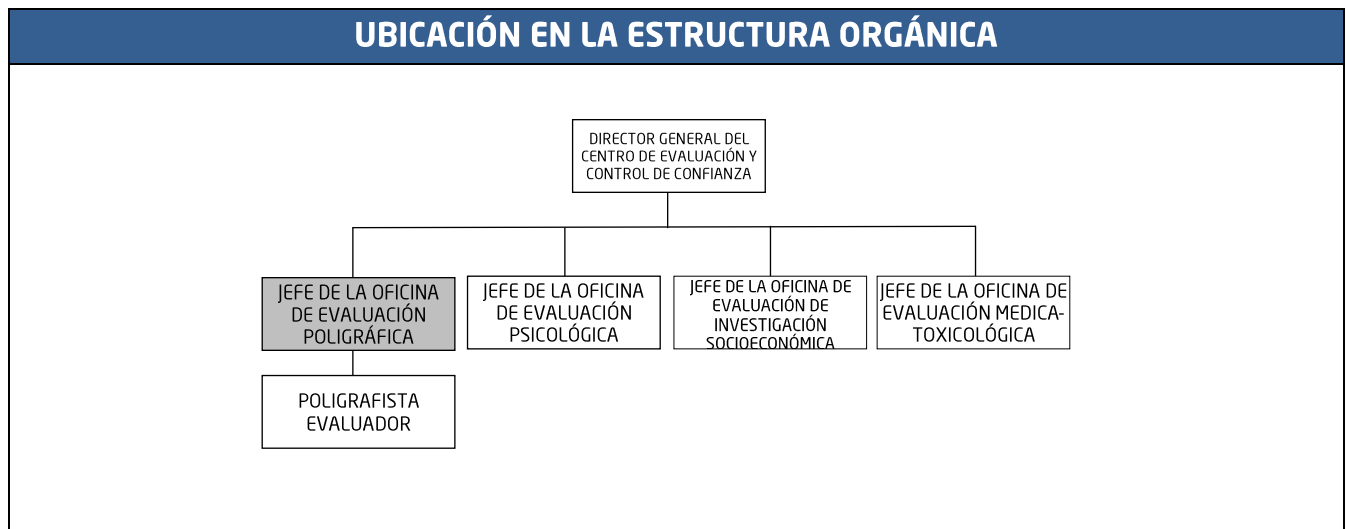 UBICACIÓN EN LA ESTRUCTURA ORGÁNICA
DIRECTOR GENERAL DEL
CENTRO DE EVALUACIÓN Y
CONTROL DE CONFIANZA
JEFE DE LA OFICINA
DE EVALUACIÓN
POLIGRÁFICA
JEFE DE LA OFICINA
DE EVALUACIÓN
PSICOLÓGICA
JEFE DE LA OFICINA DE
EVALUACIÓN DE
INVESTIGACIÓN
SOCIOECONÓMICA
JEFE DE LA OFICINA DE
EVALUACIÓN MEDICA-
TOXICOLÓGICA
POLIGRAFISTA
EVALUADOR